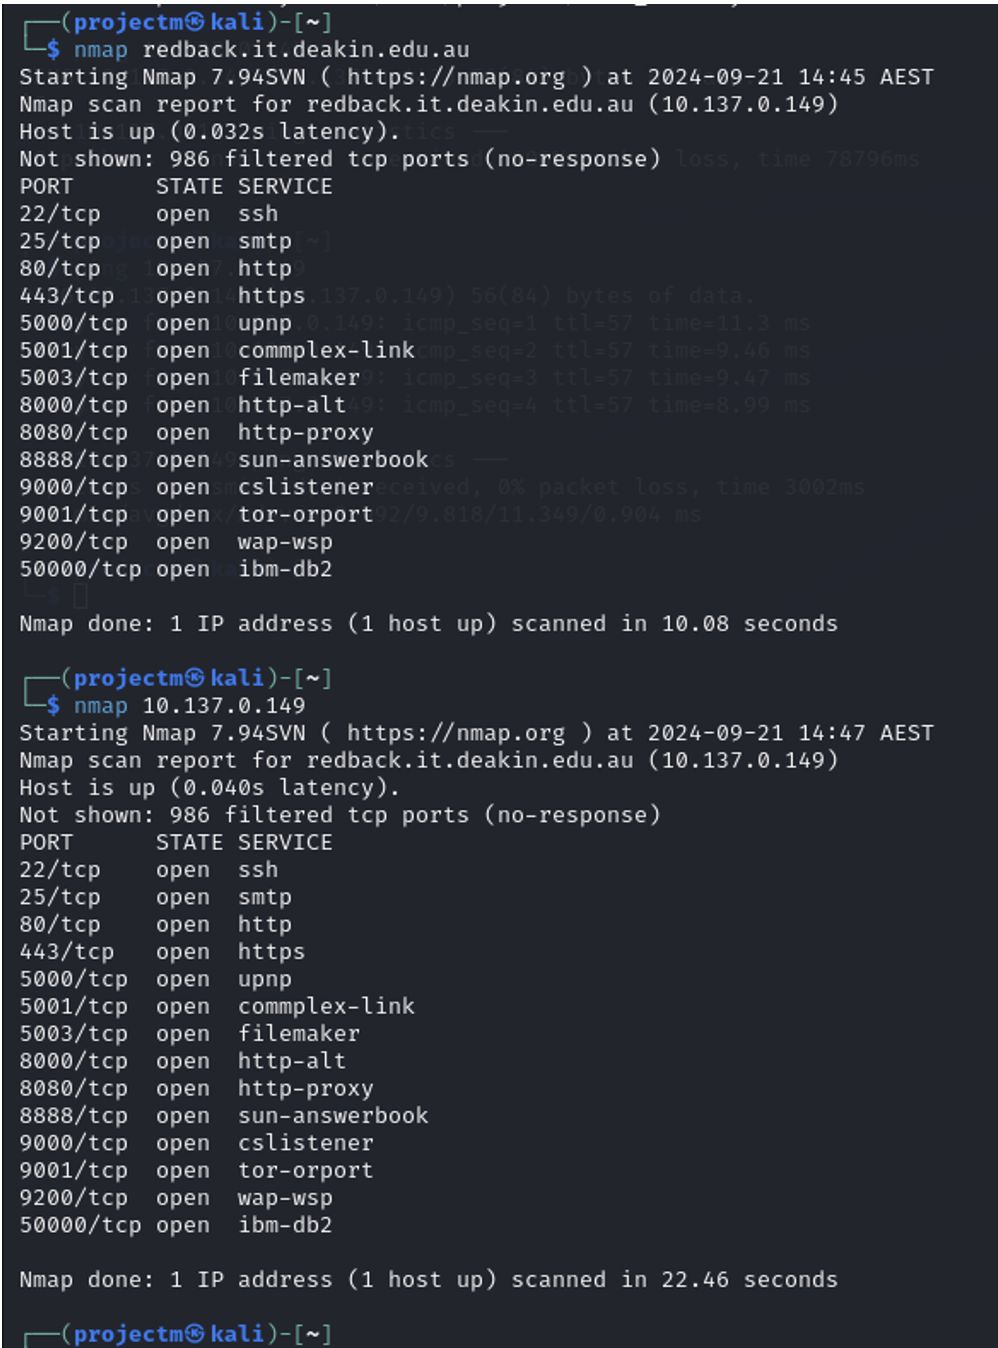 ┌──(projectm㉿kali)-[~]
└─$ nmap redback.it.deakin.edu.au
Starting Nmap 7.94SVN ( https://nmap.org ) at 2024-09-21 14:45 AEST
Nmap scan report for redback.it.deakin.edu.au (10.137.0.149)
Host is up (0.032s latency).
Not shown: 986 filtered tcp ports (no-response)
PORT      STATE SERVICE
22/tcp    open  ssh
25/tcp    open  smtp
80/tcp    open  http
443/tcp   open  https
5000/tcp  open  upnp
5001/tcp  open  commplex-link
5003/tcp  open  filemaker
8000/tcp  open  http-alt
8080/tcp  open  http-proxy
8888/tcp  open  sun-answerbook
9000/tcp  open  cslistener
9001/tcp  open  tor-orport
9200/tcp  open  wap-wsp
50000/tcp open  ibm-db2
Nmap done: 1 IP address (1 host up) scanned in 10.08 seconds
┌──(projectm㉿kali)-[~]
└─$ nmap 10.137.0.149
Starting Nmap 7.94SVN ( https://nmap.org ) at 2024-09-21 14:47 AEST
Nmap scan report for redback.it.deakin.edu.au (10.137.0.149)
Host is up (0.040s latency).
Not shown: 986 filtered tcp ports (no-response)
PORT      STATE SERVICE
22/tcp    open  ssh
25/tcp    open  smtp
80/tcp    open  http
443/tcp   open  https
5000/tcp  open  upnp
5001/tcp  open  commplex-link
5003/tcp  open  filemaker
8000/tcp  open  http-alt
8080/tcp  open  http-proxy
8888/tcp  open  sun-answerbook
9000/tcp  open  cslistener
9001/tcp  open  tor-orport
9200/tcp  open  wap-wsp
50000/tcp open  ibm-db2
Nmap done: 1 IP address (1 host up) scanned in 22.46 seconds
┌──(projectm㉿kali)-[~]